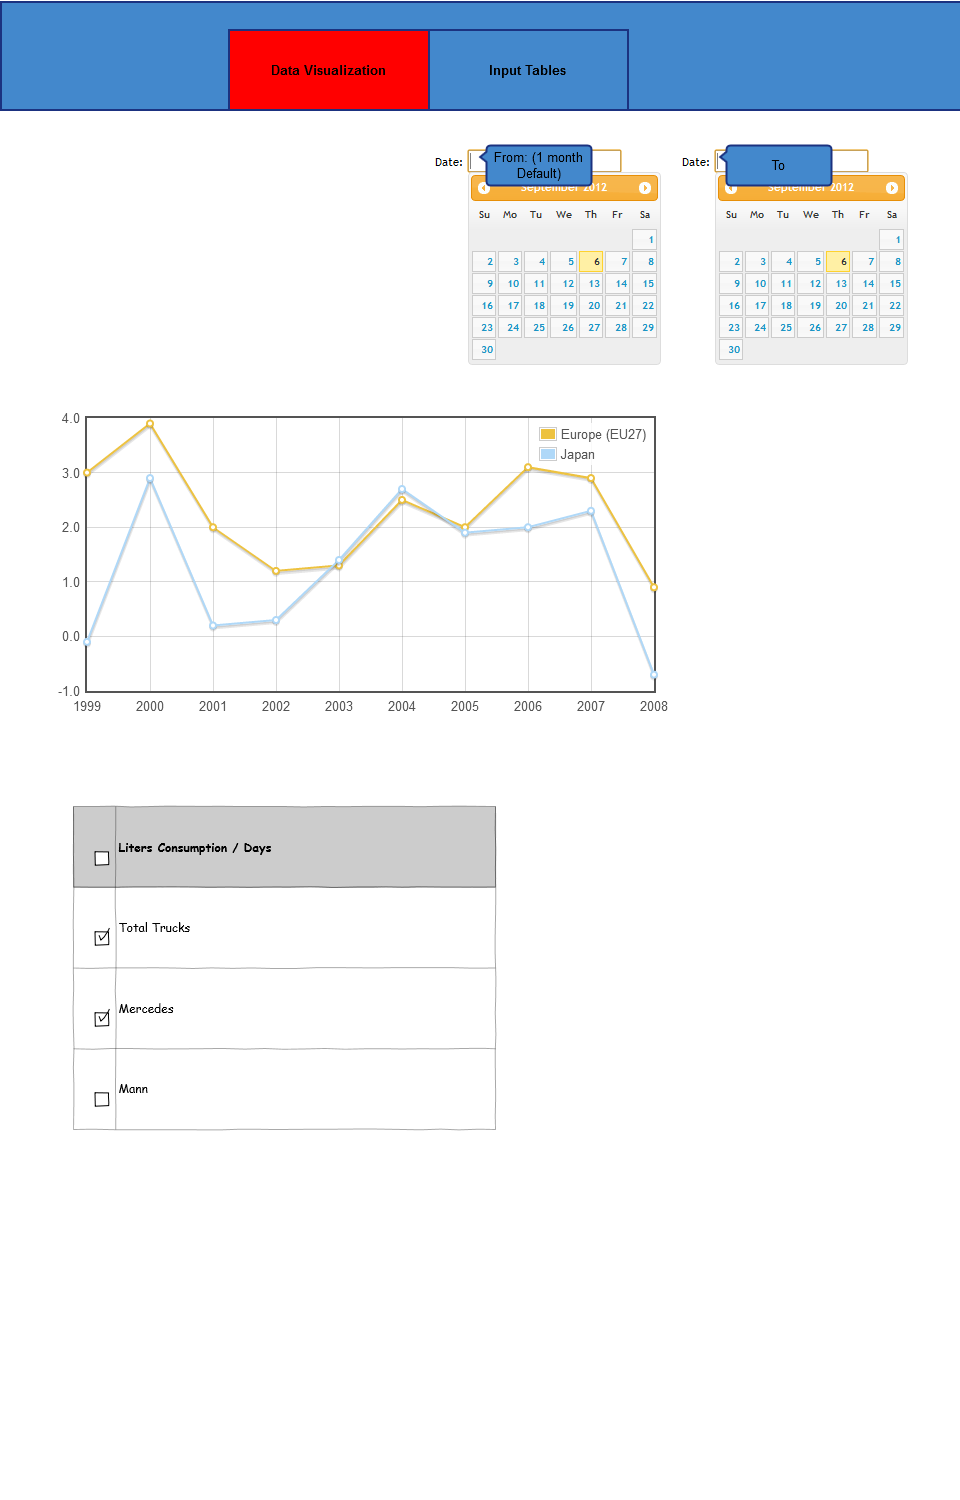 Data Visualization
Input Tables
Date:
From: (1 month
Default)
September 2012
Su Mo Tu We Th Fr Sa
1
2 3 4 5 6 7 8
9 10 11 12 13 14 15
16 17 18 19 20 21 22
23 24 25 26 27 28 29
30
Date:
To
September 2012
Su Mo Tu We Th Fr Sa
1
2 3 4 5 6 7 8
9 10 11 12 13 14 15
16 17 18 19 20 21 22
23 24 25 26 27 28 29
30
4.0
3.0
2.0
1.0
0.0
-1.0
Europe (EU27)
Japan
1999 2000 2001 2002 2003 2004 2005 2006 2007 2008
Liters Consumption / Days
Total Trucks
Mercedes
Mann